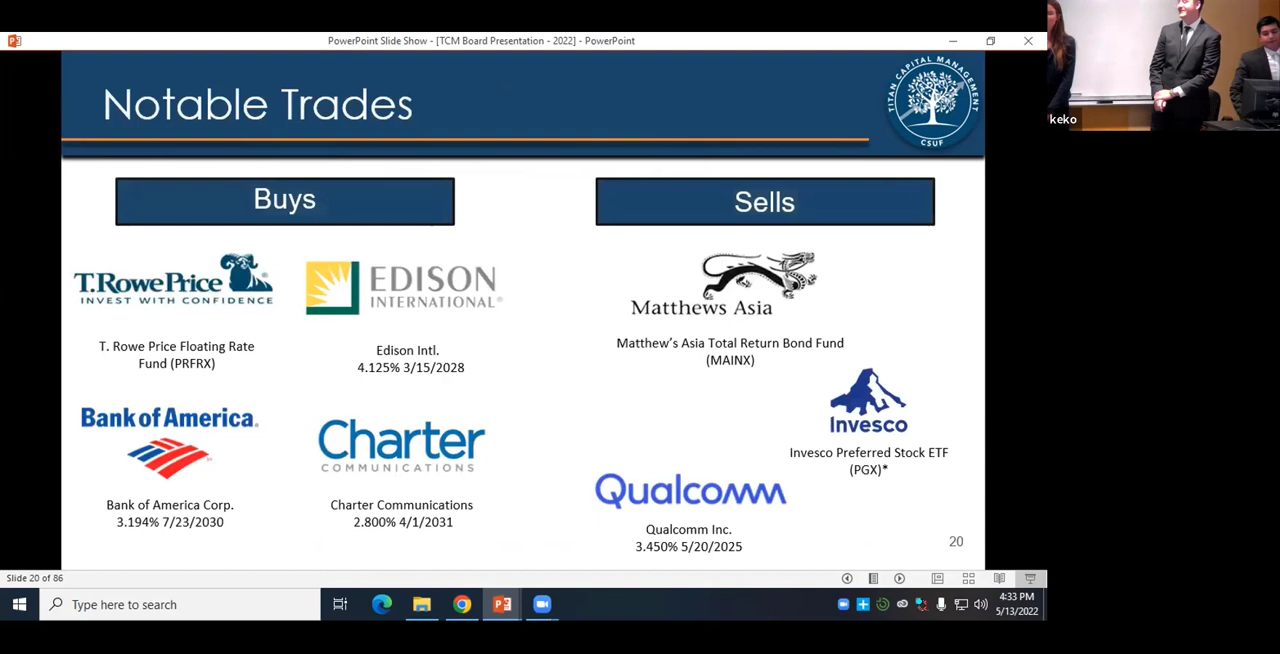 PowerPoint Slide Show - [TCM Board Presentation - 2022] - PowerPoint
keko
Notable Trades
TITAN CAPITAL MANAGEMENT
CSUF
Buys
Sells
T.RowePrice
INVEST WITH CONFIDENCE
T. Rowe Price Floating Rate
Fund (PRFRX)
EDISON
INTERNATIONAL®
Edison Intl.
4.125% 3/15/2028
Matthews Asia
Matthew's Asia Total Return Bond Fund
(MAINX)
Invesco
Invesco Preferred Stock ETF
(PGX)*
Bank of America.
Bank of America Corp.
3.194% 7/23/2030
Charter
COMMUNICATIONS
Charter Communications
2.800% 4/1/2031
Qualcomm
Qualcomm Inc.
3.450% 5/20/2025
20
Slide 20 of 86
Type here to search
4:33 PM
5/13/2022